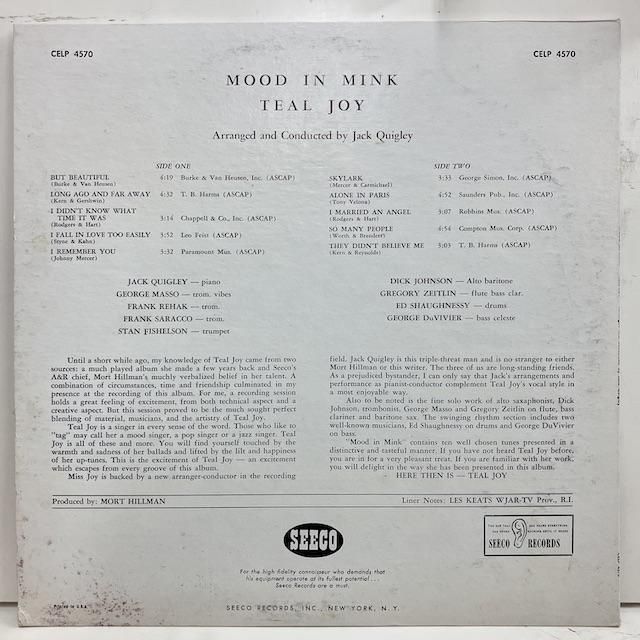 CELP 4570
CELP 4570
MOOD IN MINK
TEAL JOY
Arranged and Conducted by Jack Quigley
SIDE ONE
BUT BEAUTIFUL 4:19 Burke & Van Heusen, Inc. (ASCAP)
(Burke & Van Heusen)
LONG AGO AND FAR AWAY 4:32 T. B. Harms (ASCAP)
(Kern & Gershwin)
I DIDN'T KNOW WHAT
TIME IT WAS 3:14 Chappell & Co., Inc. (ASCAP)
(Rodgers & Hart)
I FALL IN LOVE TOO EASILY 3:52 Leo Feist (ASCAP)
(Styne & Kahn)
I REMEMBER YOU 3:32 Paramount Mus. (ASCAP)
(Johnny Mercer)
SIDE TWO
SKYLARK 3:33 George Simon, Inc. (ASCAP)
(Mercer & Carmichael)
ALONE IN PARIS 4:52 Saunders Pub., Inc. (ASCAP)
(Tony Velona)
I MARRIED AN ANGEL 3:07 Robbins Mus. (ASCAP)
(Rodgers & Hart)
SO MANY PEOPLE 4:54 Compton Mus. Corp. (ASCAP)
(Worth &
THEY DIDN'T BELIEVE ME 3:03 T. B. Harms (ASCAP)
(Kern & Reynolds)
JACK QUIGLEY — piano
GEORGE MASSO — trom. vibes
FRANK REHAK — trom.
FRANK SARACCO — trom.
STAN FISHELSON — trumpet
DICK JOHNSON — Alto baritone
GREGORY ZEITLIN — flute bass clar.
ED SHAUGHNESSY — drums
GEORGE DuVIVIER — bass celeste
Until a short while ago, my knowledge of Teal Joy came from two
sources: a much played album she made a few years back and Seeco's
A&R chief, Mort Hillman's muchly verbalized belief in her talent. A
combination of circumstances, time and friendship culminated in my
presence at the recording of this album. For me, a recording session
holds a great feeling of excitement, from both technical aspect and a
creative aspect. But this session proved to be the much sought perfect
blending of material, musicians, and the artistry of Teal Joy.
Teal Joy is a singer in every sense of the word. Those who like to
"tag" may call her a mood singer, a pop singer or a jazz singer. Teal
Joy is all of these and more. You will find yourself touched by the
warmth and sadness of her ballads and lifted by the lilt and happiness
of her up-tunes. This is the excitement of Teal Joy — an excitement
which escapes from every groove of this album.
Miss Joy is backed by a new arranger-conductor in the recording
field. Jack Quigley is this triple-threat man and is no stranger to either
Mort Hillman or this writer. The three of us are long-standing friends.
As a prejudiced bystander, I can only say that Jack's arrangements and
performance as pianist-conductor complement Teal Joy's vocal style in
a most enjoyable way.
Also to be noted is the fine solo work of alto saxophonist, Dick
Johnson, trombonist, George Masso and Gregory Zeitlin on flute, bass
clarinet and baritone sax. The swinging rhythm section includes two
well-known musicians, Ed Shaughnessy on drums and George DuVivier
on bass.
"Mood in Mink" contains ten well chosen tunes presented in a
distinctive and tasteful manner. If you have not heard Teal Joy before,
you are in for a very pleasant treat. If you are familiar with her work,
you will delight in the way she has been presented in this album.
HERE THEN IS — TEAL JOY
Produced by: MORT HILLMAN
Liner Notes: LES KEATS WJAR-TV Prov., R.I.
SEECO
For the high fidelity connoisseur who demands that
his equipment operate at its fullest potential . . .
Seeco Records are a must.
SEECO RECORDS
SEECO RECORDS, INC., NEW YORK, N. Y.
Printed in U.S.A.